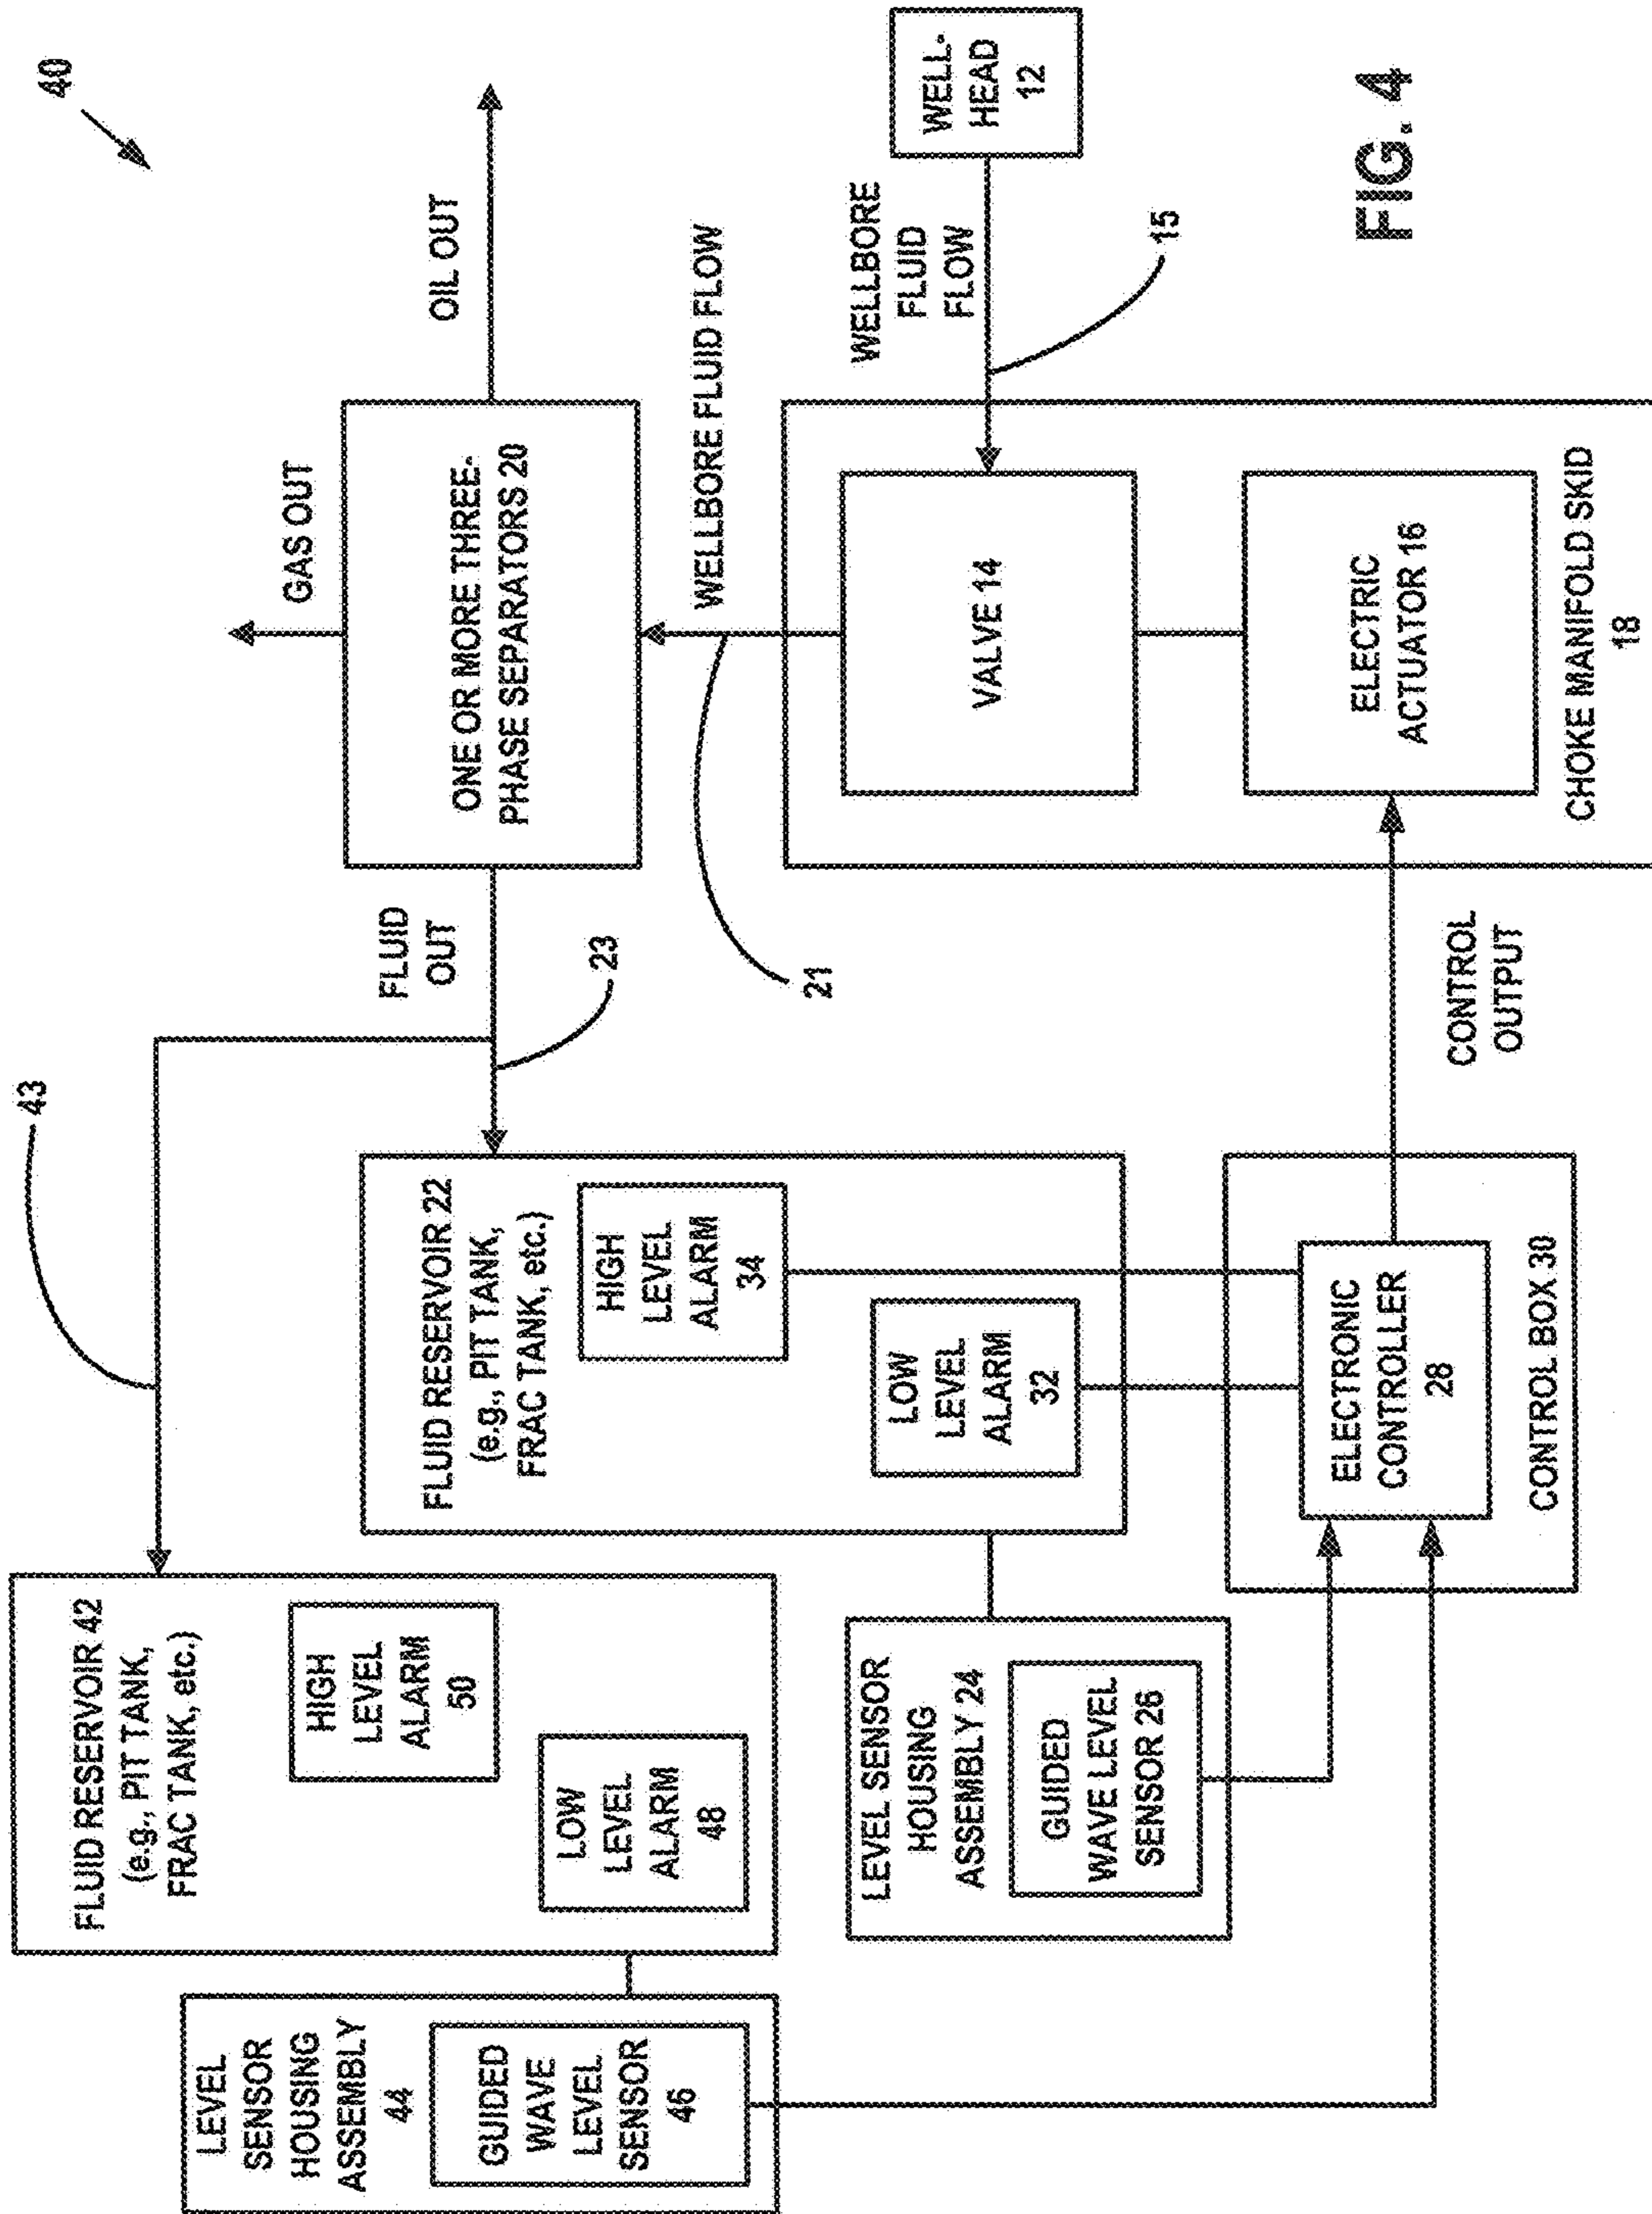 40
LEVEL
SENSOR
HOUSING
ASSEMBLY
44
GUIDED
WAVE
LEVEL
SENSOR
46
FLUID RESERVOIR 42
(e.g., PIT TANK,
FRAC TANK, etc.)
HIGH
LEVEL
ALARM
50
LOW
LEVEL
ALARM
48
43
FLUID RESERVOIR 22
(e.g., PIT TANK,
FRAC TANK, etc.)
HIGH
LEVEL
ALARM
34
LOW
LEVEL
ALARM
32
FLUID
OUT
23
GAS OUT
ONE OR MORE THREE-
PHASE SEPARATORS 20
OIL OUT
WELLBORE FLUID FLOW
21
LEVEL SENSOR
HOUSING
ASSEMBLY 24
GUIDED
WAVE LEVEL
SENSOR 26
ELECTRONIC
CONTROLLER
28
CONTROL BOX 30
CONTROL
OUTPUT
VALVE 14
ELECTRIC
ACTUATOR 16
CHOKE MANIFOLD SKID
18
WELLBORE
FLUID
FLOW
15
WELL-
HEAD
12
FIG. 4